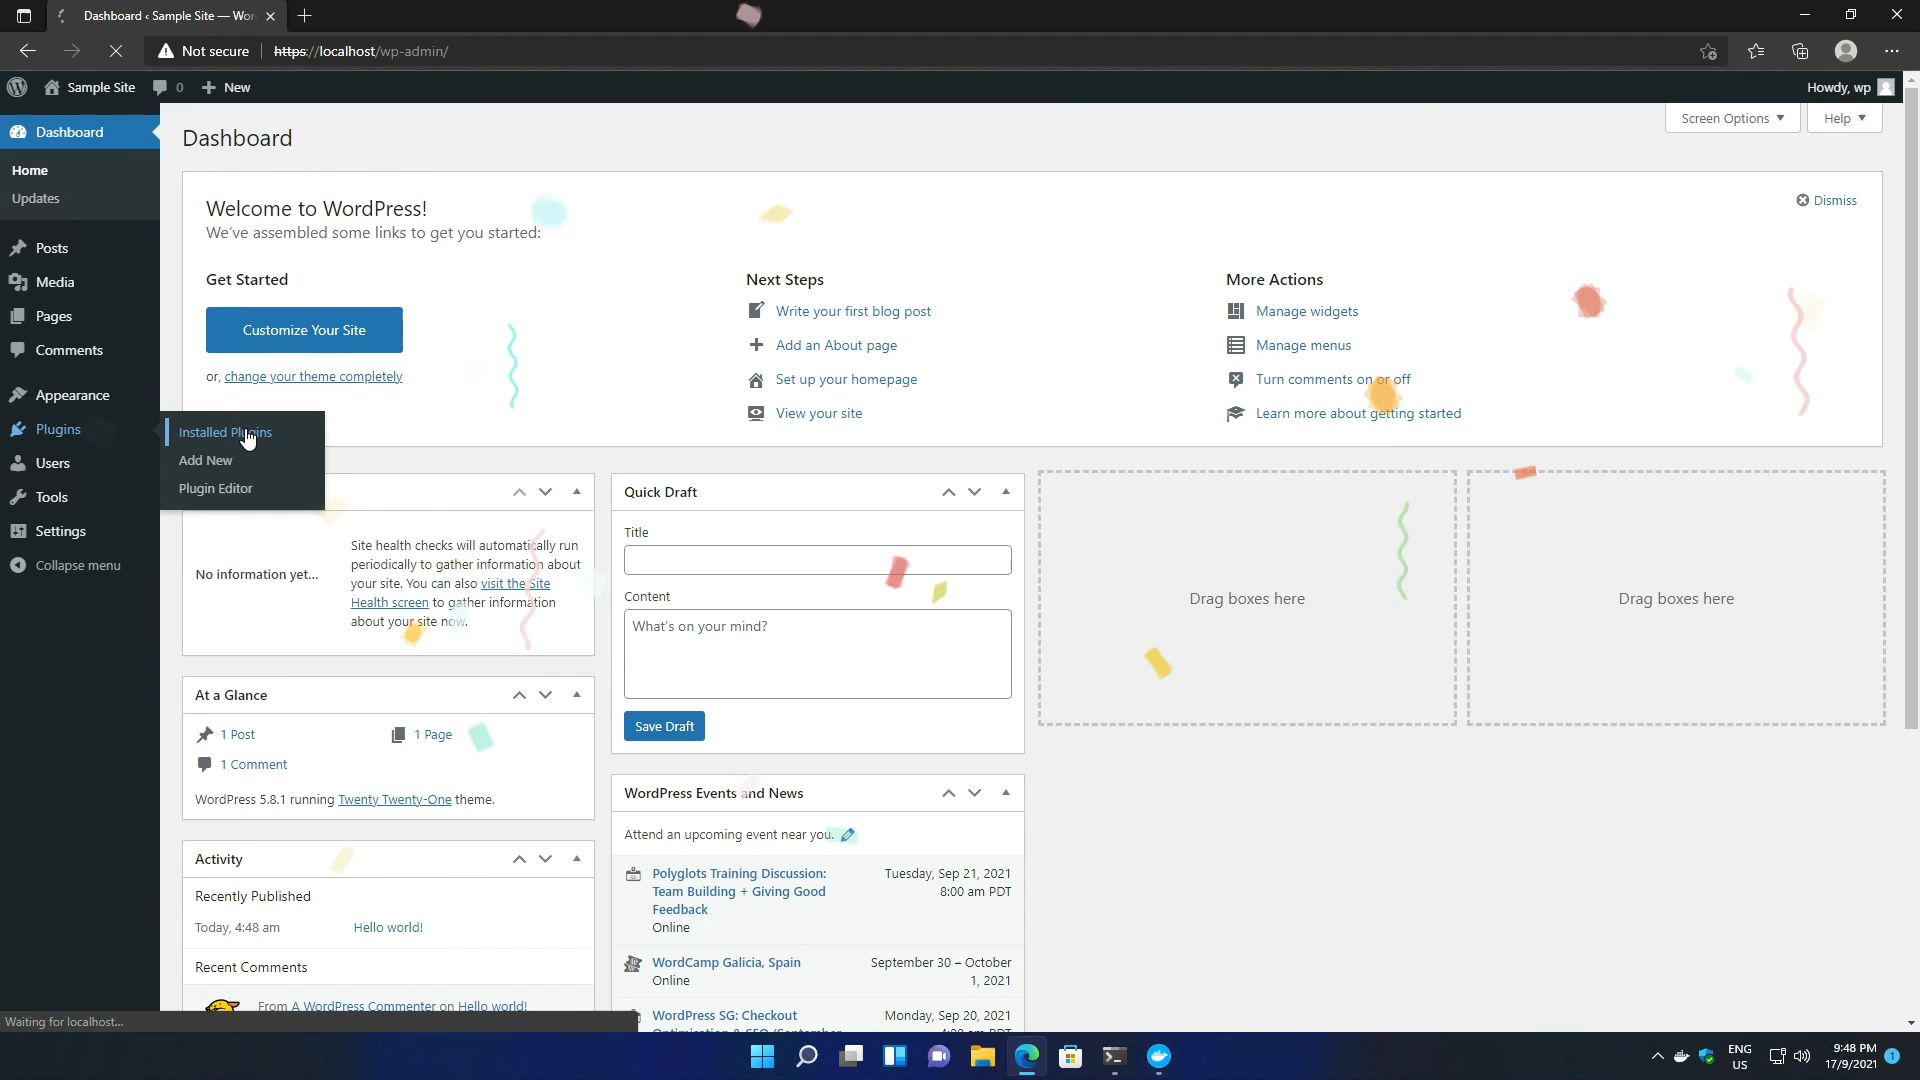 Dashboard ‹ Sample Site — Wor
Not secure
https://localhost/wp-admin/
Sample Site
0
New
Howdy, wp
Dashboard
Home
Updates
Posts
Media
Pages
Comments
Appearance
Plugins
Users
Tools
Settings
Collapse menu
Installed Plugins
Add New
Plugin Editor
Dashboard
Screen Options
Help
Welcome to WordPress!
We've assembled some links to get you started:
Dismiss
Get Started
Customize Your Site
or, change your theme completely
Next Steps
Write your first blog post
Add an About page
Set up your homepage
View your site
More Actions
Manage widgets
Manage menus
Turn comments on or off
Learn more about getting started
No information yet...
Site health checks will automatically run
periodically to gather information about
your site. You can also visit the Site
Health screen to gather information
about your site now.
At a Glance
1 Post
1 Page
1 Comment
WordPress 5.8.1 running Twenty Twenty-One theme.
Activity
Recently Published
Today, 4:48 am
Hello world!
Recent Comments
From A WordPress Commenter on Hello world!
Quick Draft
Title
Content
What's on your mind?
Save Draft
WordPress Events and News
Attend an upcoming event near you.
Polyglots Training Discussion:
Team Building + Giving Good
Feedback
Online
Tuesday, Sep 21, 2021
8:00 am PDT
WordCamp Galicia, Spain
Online
September 30 – October
1, 2021
WordPress SG: Checkout
Monday, Sep 20, 2021
Drag boxes here
Drag boxes here
Waiting for localhost...
ENG
US
9:48 PM
17/9/2021
1